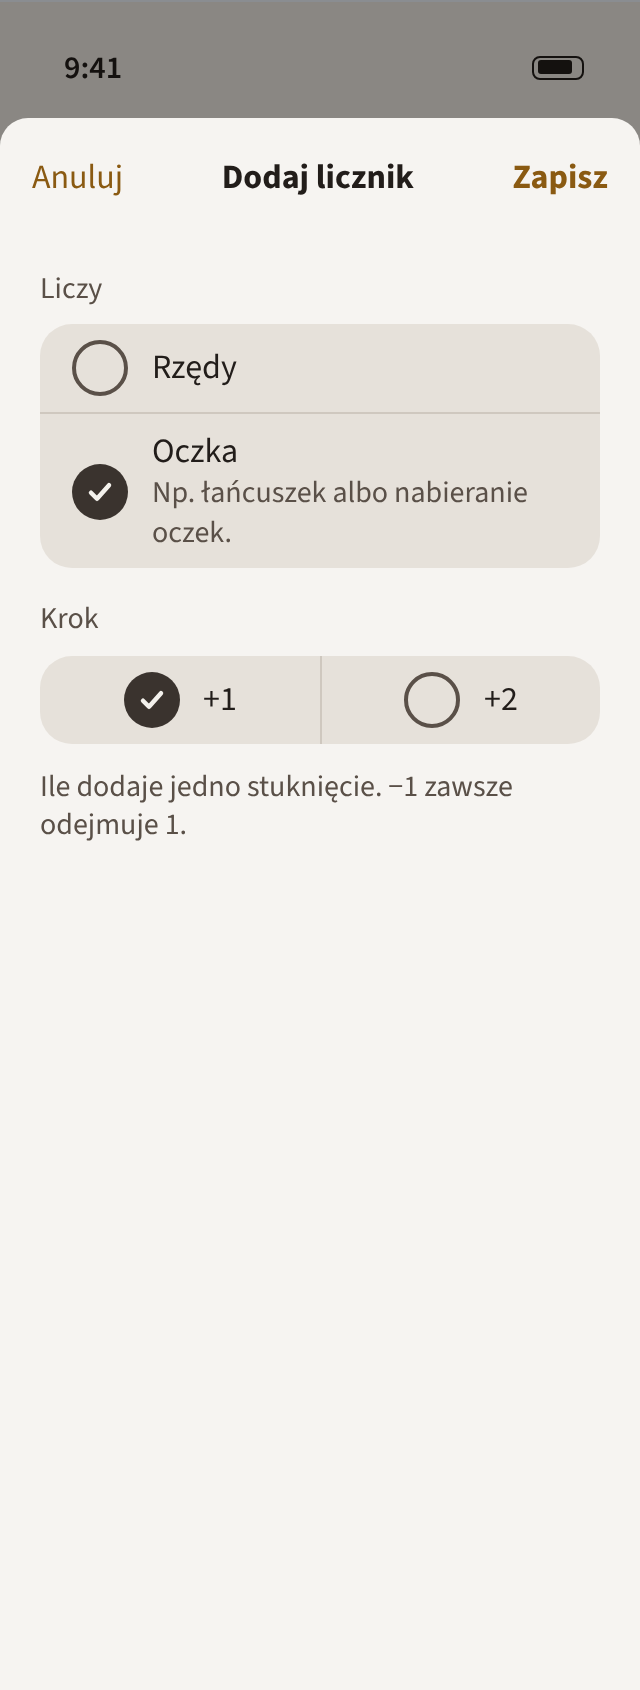 9:41
Anuluj
Dodaj licznik
Zapisz
Liczy
Rzędy
Oczka
Np. łańcuszek albo nabieranie
oczek.
Krok
+1
+2
Ile dodaje jedno stuknięcie. −1 zawsze
odejmuje 1.